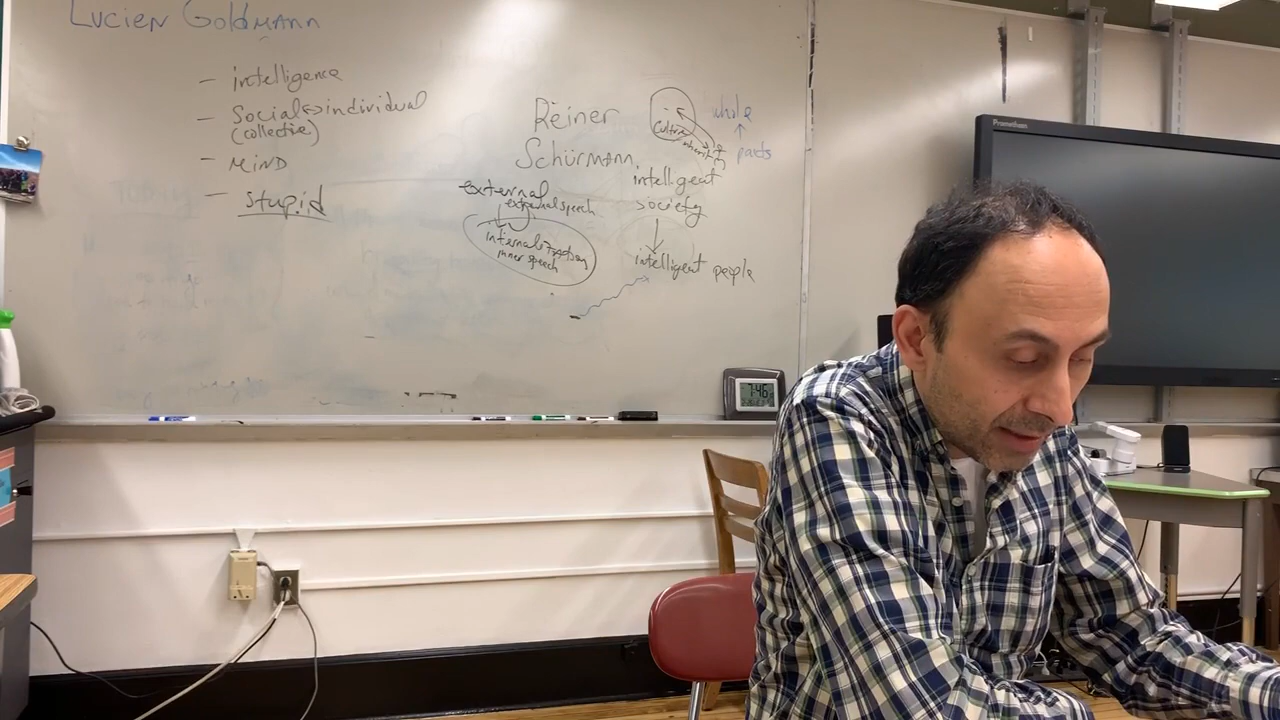 Lucien Goldmann
- intelligence
- Social ↔ individual
(collective)
- MIND
- stupid
Reiner
Schürmann
external
external speech
inner speech
culture
whole
↑
parts
intelligent
society
↓
intelligent people
Promethean
7:46